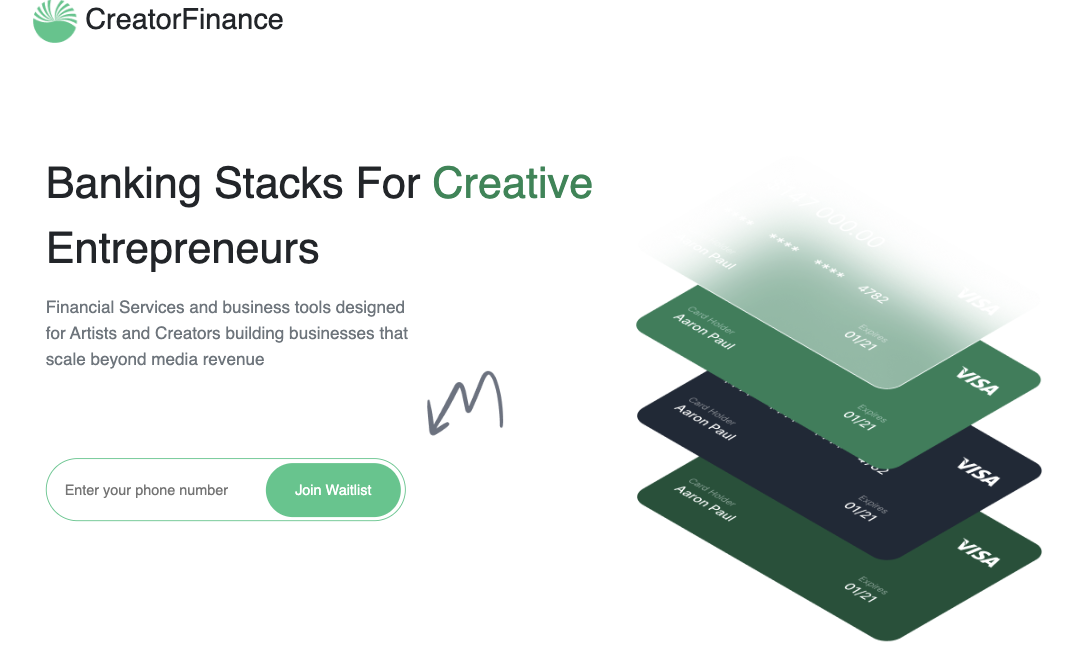 CreatorFinance
Banking Stacks For Creative
Entrepreneurs
Financial Services and business tools designed
for Artists and Creators building businesses that
scale beyond media revenue
Enter your phone number
Join Waitlist
**** ****
4782
Aaron Paul
Expires
01/21
VISA
Card Holder
Aaron Paul
Expires
01/21
VISA
4782
Card Holder
Aaron Paul
Expires
01/21
VISA
Card Holder
Aaron Paul
Expires
01/21
VISA